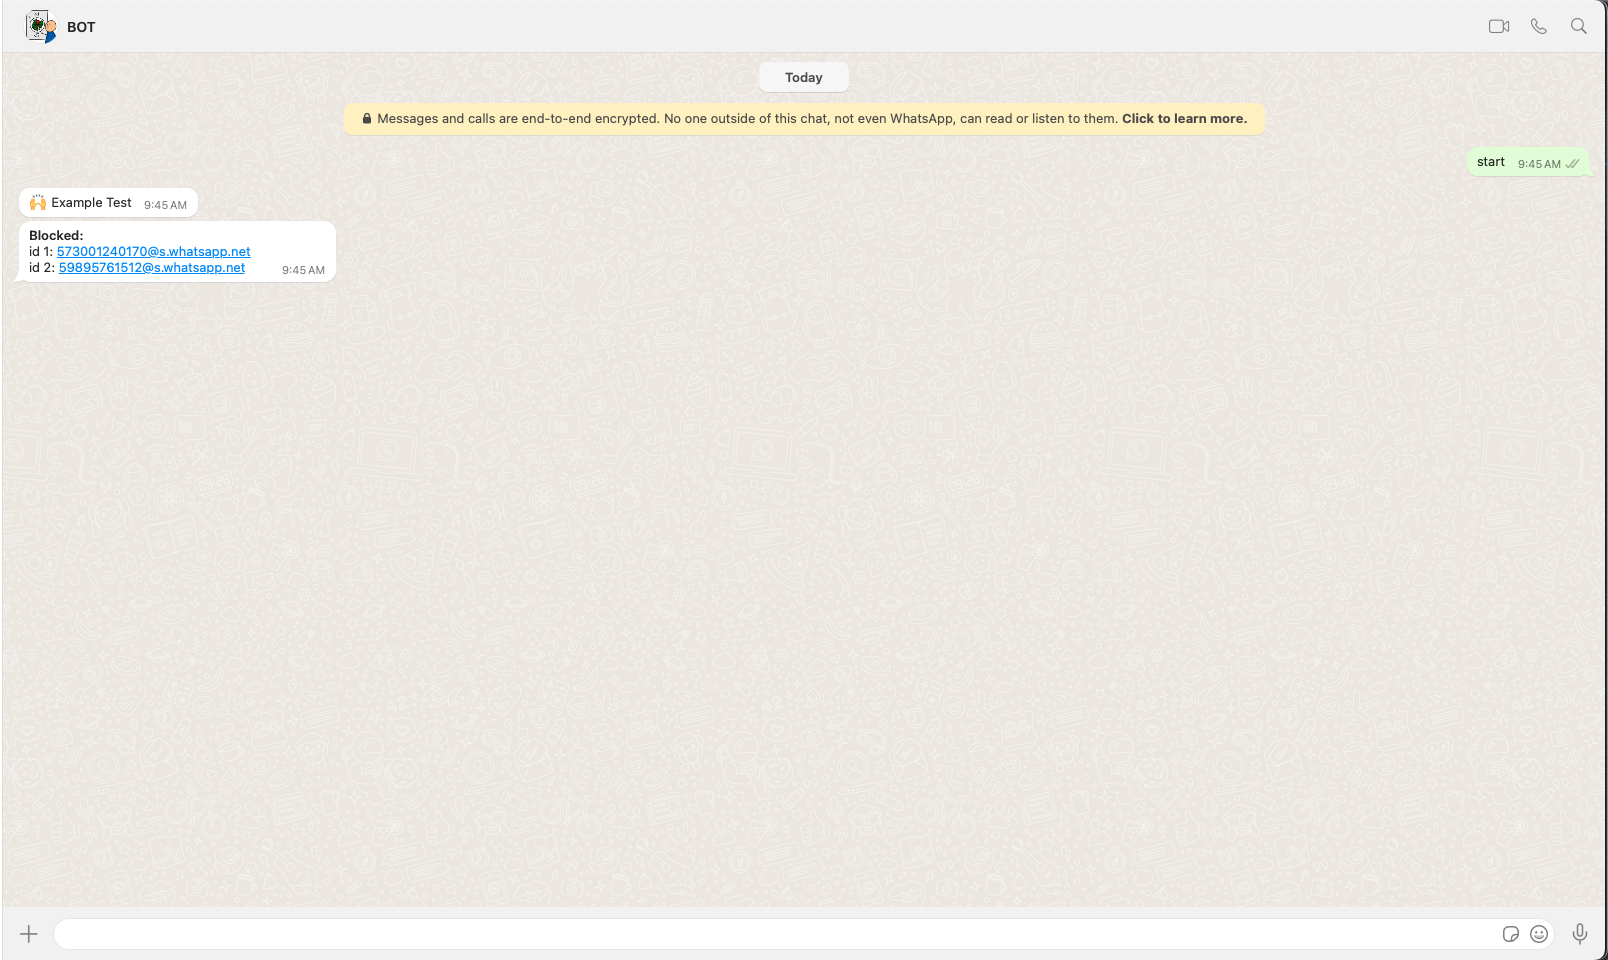 BOT
Today
Messages and calls are end-to-end encrypted. No one outside of this chat, not even WhatsApp, can read or listen to them. Click to learn more.
start 9:45 AM
🙌 Example Test 9:45 AM
Blocked:
id 1: 573001240170@s.whatsapp.net
id 2: 59895761512@s.whatsapp.net 9:45 AM